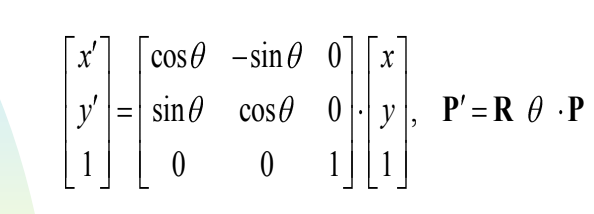 [x′] [cosθ −sinθ 0] [x]
[y′] = [sinθ cosθ 0] · [y], P′ = R θ · P
[1] [0 0 1] [1]